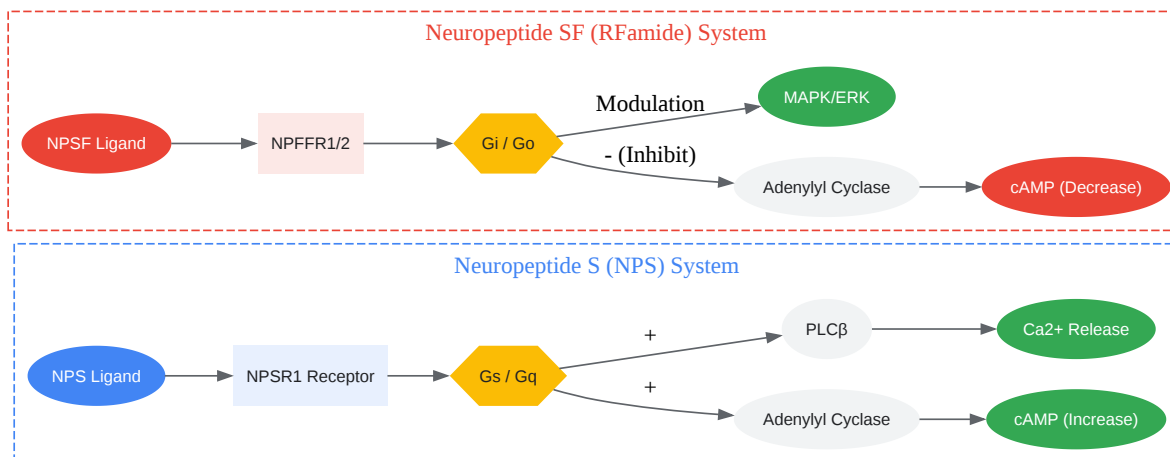 Neuropeptide SF (RFamide) System
NPSF Ligand
NPFFR1/2
Gi / Go
Modulation
MAPK/ERK
- (Inhibit)
Adenylyl Cyclase
cAMP (Decrease)
Neuropeptide S (NPS) System
NPS Ligand
NPSR1 Receptor
Gs / Gq
+
PLCβ
Ca2+ Release
+
Adenylyl Cyclase
cAMP (Increase)